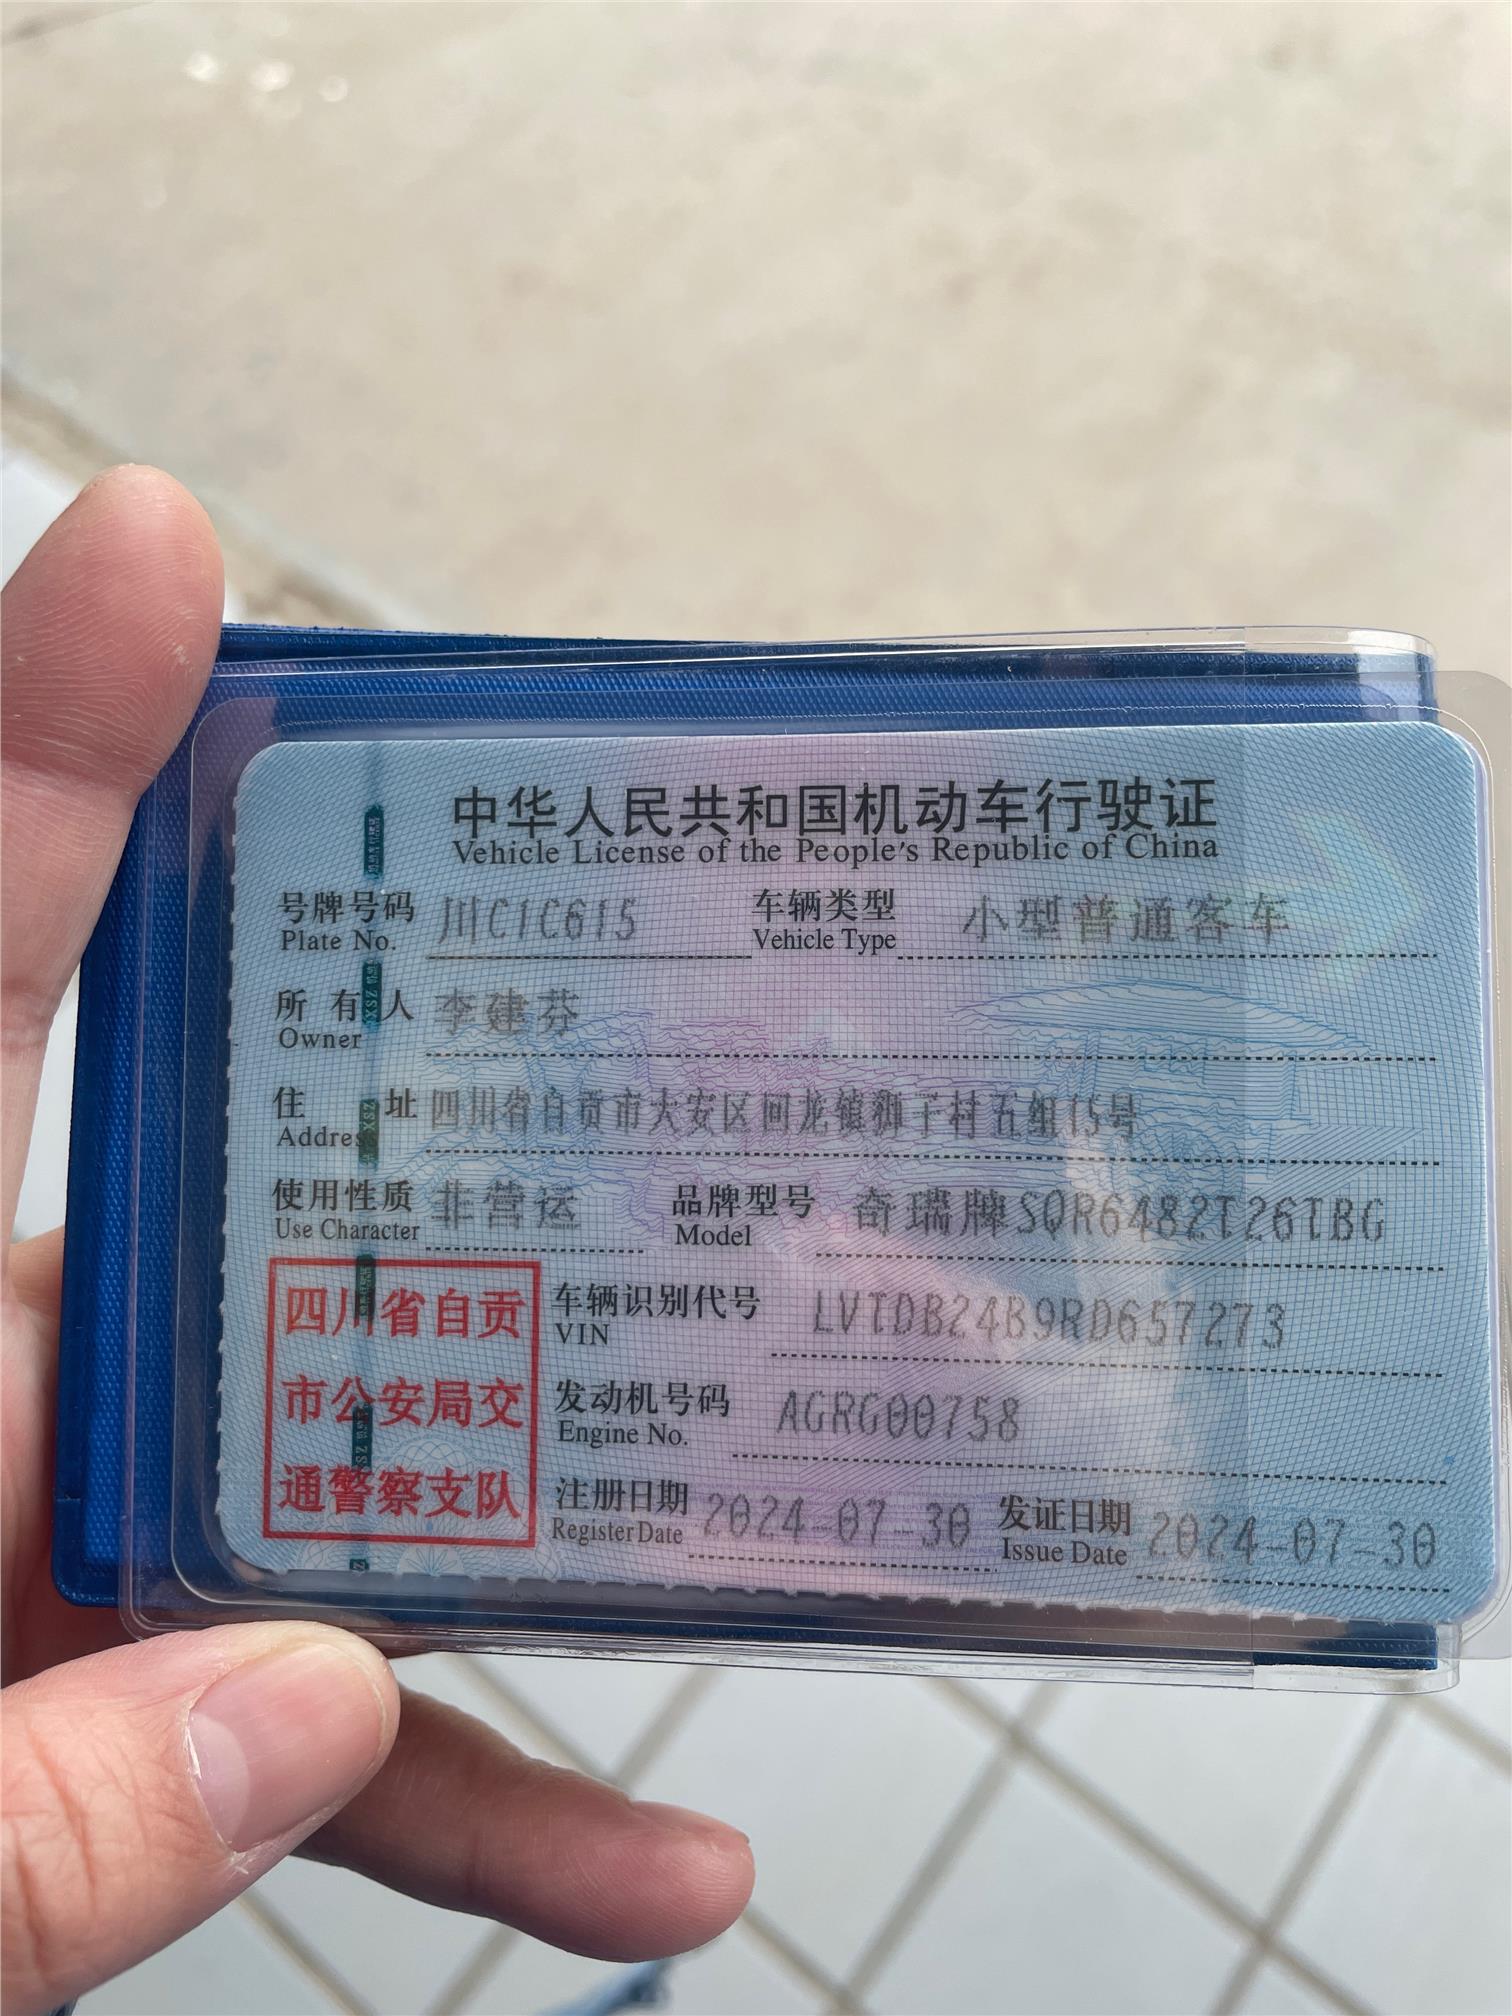 中华人民共和国机动车行驶证
Vehicle License of the People's Republic of China
号牌号码 川C1C615 车辆类型 小型普通客车
Plate No. Vehicle Type
所有人 李建芬
Owner
住址 四川省自贡市大安区回龙镇狮子村五组15号
Address
使用性质 非营运 品牌型号 奇瑞牌SQR6482T26TBG
Use Character Model
四川省自贡
市公安局交
通警察支队
车辆识别代号 LVTDB24B9RD657273
VIN
发动机号码 AGRG00758
Engine No.
注册日期 2024-07-30 发证日期 2024-07-30
Register Date Issue Date